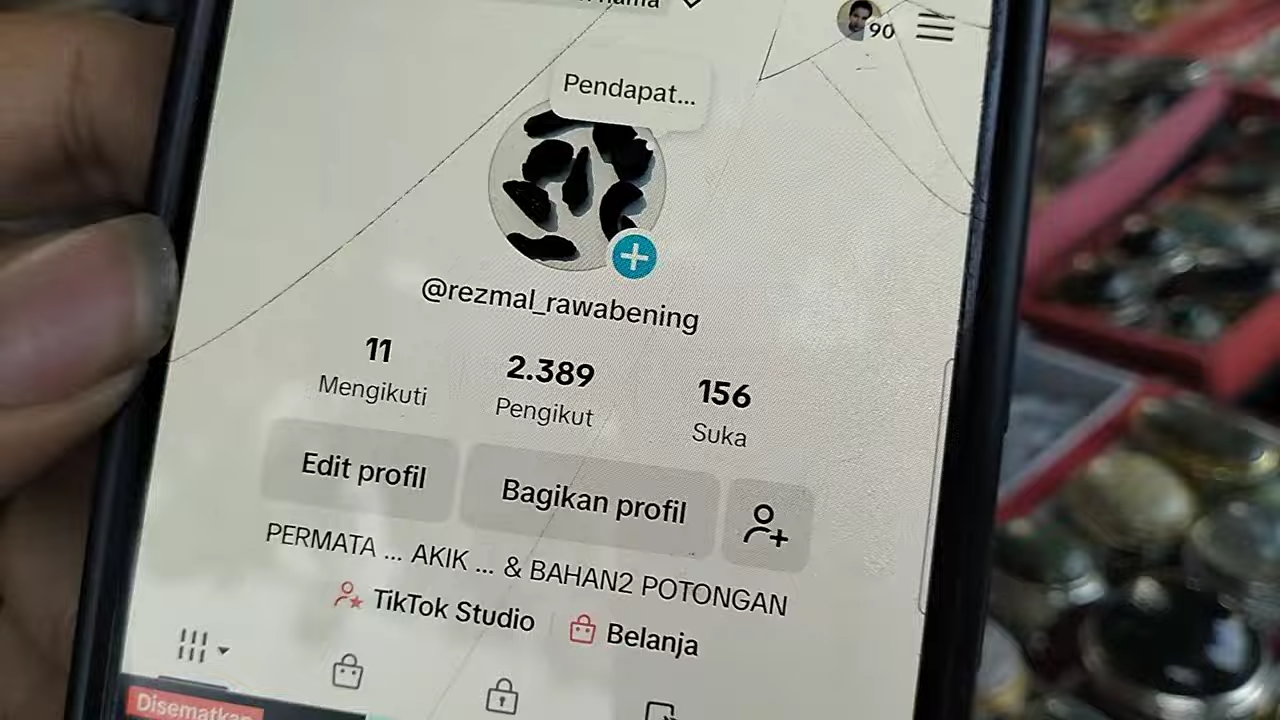 nama
90
Pendapat...
@rezmal_rawabening
11 2.389 156
Mengikuti Pengikut Suka
Edit profil Bagikan profil
PERMATA ... AKIK ... & BAHAN2 POTONGAN
TikTok Studio Belanja
Disematkan